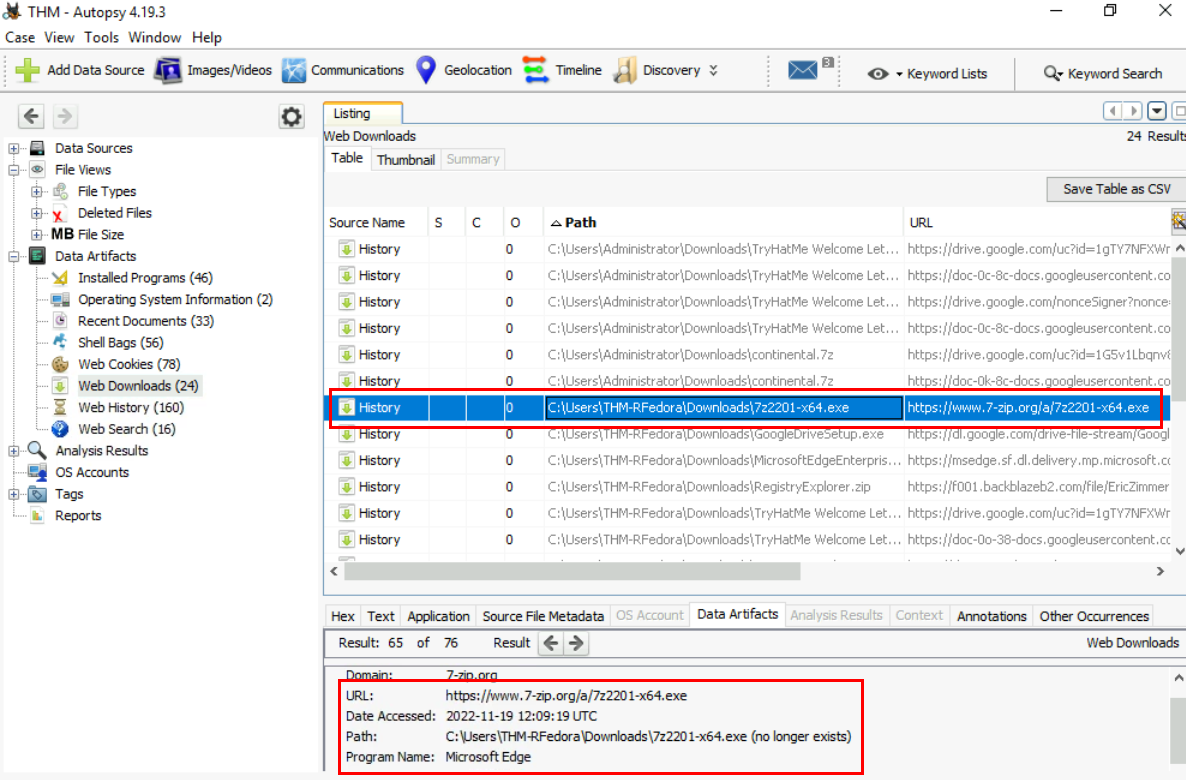 THM - Autopsy 4.19.3
Case View Tools Window Help
Add Data Source Images/Videos Communications Geolocation Timeline Discovery 3 Keyword Lists Keyword Search
Data Sources
File Views
File Types
Deleted Files
MB File Size
Data Artifacts
Installed Programs (46)
Operating System Information (2)
Recent Documents (33)
Shell Bags (56)
Web Cookies (78)
Web Downloads (24)
Web History (160)
Web Search (16)
Analysis Results
OS Accounts
Tags
Reports
Listing
Web Downloads 24 Results
Table Thumbnail Summary
Save Table as CSV
Source Name S C O Path URL
History 0 C:\Users\Administrator\Downloads\TryHatMe Welcome Let... https://drive.google.com/uc?id=1gTY7NFXWr
History 0 C:\Users\Administrator\Downloads\TryHatMe Welcome Let... https://doc-0c-8c-docs.googleusercontent.co
History 0 C:\Users\Administrator\Downloads\TryHatMe Welcome Let... https://drive.google.com/nonceSigner?nonce=
History 0 C:\Users\Administrator\Downloads\TryHatMe Welcome Let... https://doc-0c-8c-docs.googleusercontent.co
History 0 C:\Users\Administrator\Downloads\continental.7z https://drive.google.com/uc?id=1G5v1Lbqnv8
History 0 C:\Users\Administrator\Downloads\continental.7z https://doc-0k-8c-docs.googleusercontent.co
History 0 C:\Users\THM-RFedora\Downloads\7z2201-x64.exe https://www.7-zip.org/a/7z2201-x64.exe
History 0 C:\Users\THM-RFedora\Downloads\GoogleDriveSetup.exe https://dl.google.com/drive-file-stream/Googl
History 0 C:\Users\THM-RFedora\Downloads\MicrosoftEdgeEnterpris... https://msedge.sf.dl.delivery.mp.microsoft.co
History 0 C:\Users\THM-RFedora\Downloads\RegistryExplorer.zip https://f001.backblazeb2.com/file/EricZimmer
History 0 C:\Users\THM-RFedora\Downloads\TryHatMe Welcome Let... https://drive.google.com/uc?id=1gTY7NFXWr
History 0 C:\Users\THM-RFedora\Downloads\TryHatMe Welcome Let... https://doc-0o-38-docs.googleusercontent.cc
Hex Text Application Source File Metadata OS Account Data Artifacts Analysis Results Context Annotations Other Occurrences
Result: 65 of 76 Result Web Downloads
Domain: 7-zip.org
URL: https://www.7-zip.org/a/7z2201-x64.exe
Date Accessed: 2022-11-19 12:09:19 UTC
Path: C:\Users\THM-RFedora\Downloads\7z2201-x64.exe (no longer exists)
Program Name: Microsoft Edge